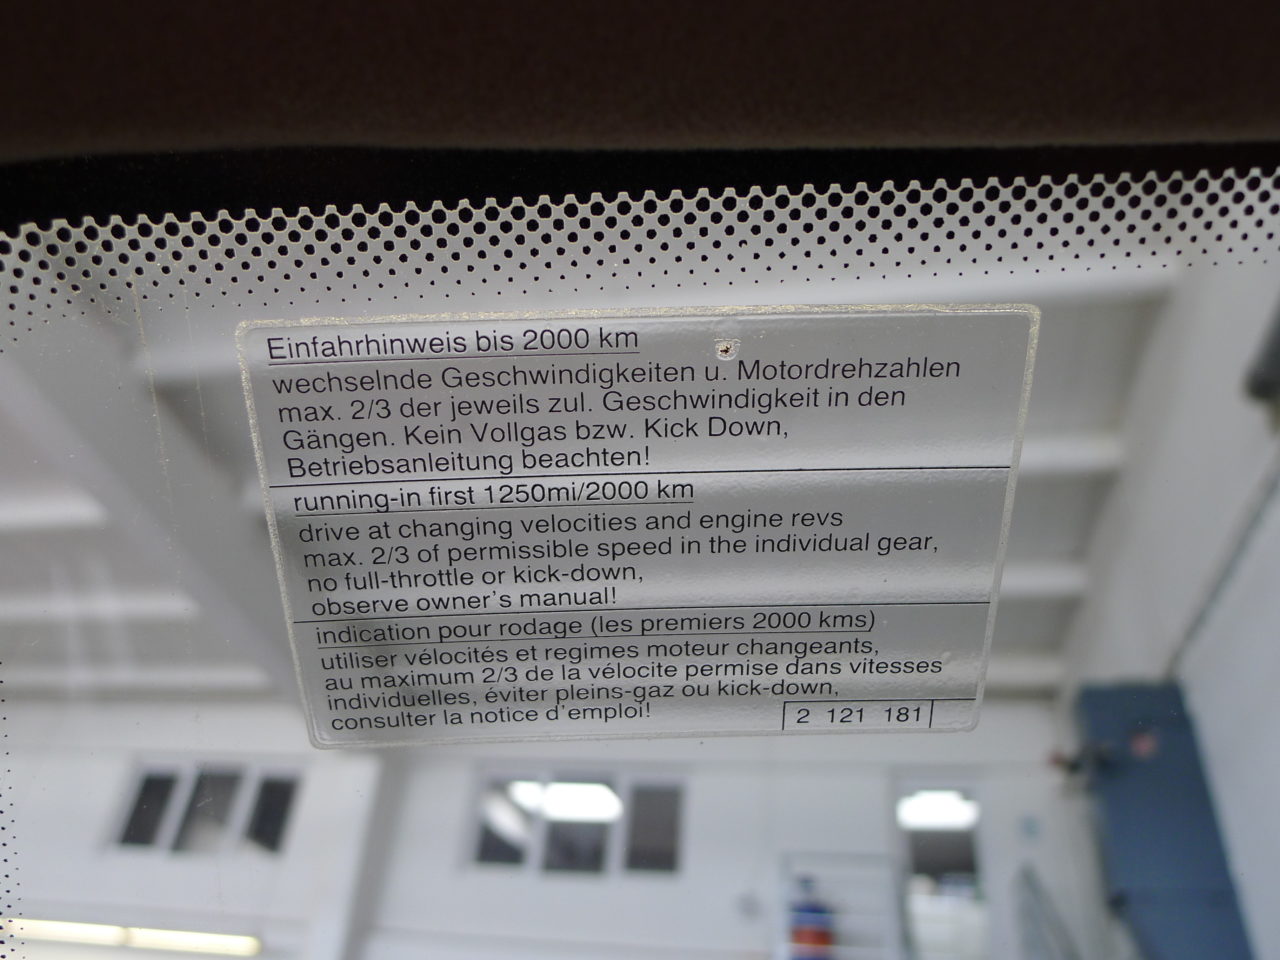 Einfahrhinweis bis 2000 km
wechselnde Geschwindigkeiten u. Motordrehzahlen
max. 2/3 der jeweils zul. Geschwindigkeit in den
Gängen. Kein Vollgas bzw. Kick Down,
Betriebsanleitung beachten!
running-in first 1250mi/2000 km
drive at changing velocities and engine revs
max. 2/3 of permissible speed in the individual gear,
no full-throttle or kick-down,
observe owner's manual!
indication pour rodage (les premiers 2000 kms)
utiliser vélocités et regimes moteur changeants,
au maximum 2/3 de la vélocite permise dans vitesses
individuelles, éviter pleins-gaz ou kick-down,
consulter la notice d'emploi!
2 121 181